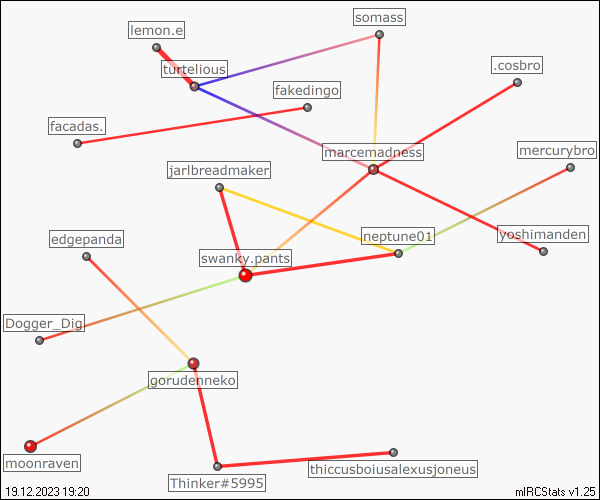 somass
lemon.e
turtelious
.cosbro
fakedingo
facadas.
marcemadness
mercurybro
jarlbreadmaker
edgepanda
neptune01
yoshimanden
swanky.pants
Dogger_Dig
gorudenneko
moonraven
thiccusboiusalexusjoneus
Thinker#5995
19.12.2023 19:20
mIRCStats v1.25